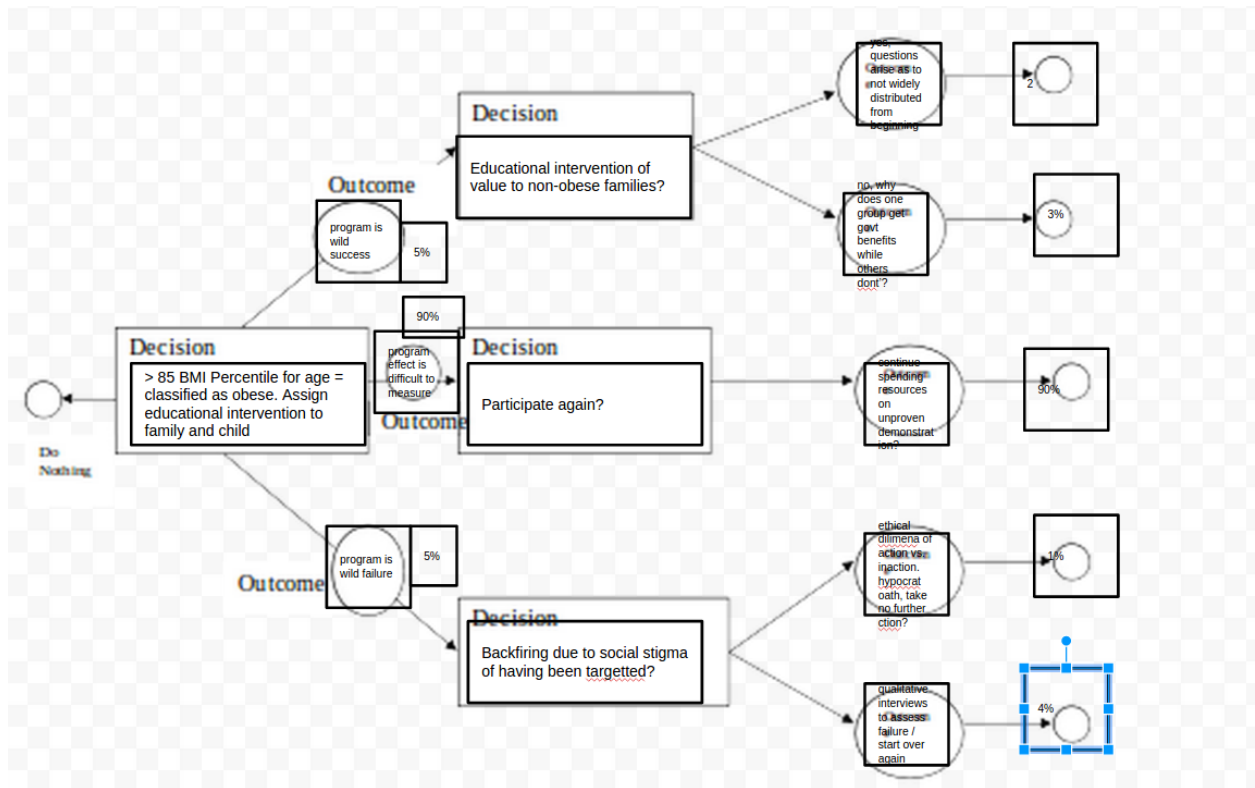 yes,
questions
arise as to
not widely
distributed
from
beginning
2
Decision
Educational intervention of
value to non-obese families?
no, why
does one
group get
govt
benefits
while
others
dont'?
3%
Outcome
program is
wild
success
5%
90%
Decision
> 85 BMI Percentile for age =
classified as obese. Assign
educational intervention to
family and child
program
effect is
difficult to
measure
Outcome
Decision
Participate again?
continue
spending
resources
on
unproven
demonstrat
ion?
90%
Do
Nothing
Outcome
program is
wild failure
5%
Decision
Backfiring due to social stigma
of having been targetted?
ethical
dilimena of
action vs.
inaction.
hypocrat
oath, take
no further
ction?
1%
qualitative
interviews
to assess
failure /
start over
again
4%